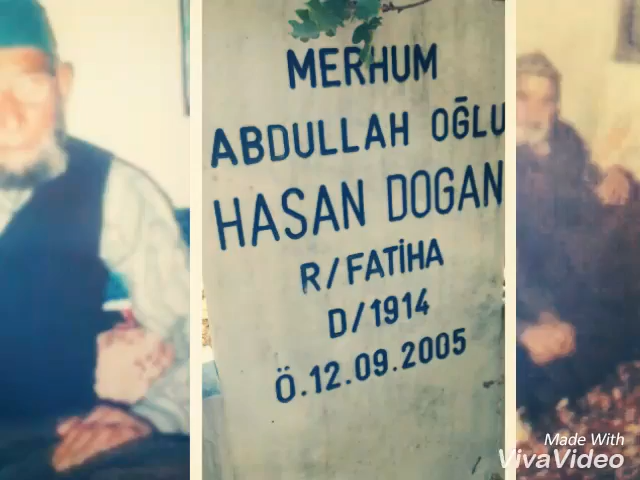 MERHUM
ABDULLAH OĞLU
HASAN DOGAN
R/FATİHA
D/1914
Ö.12.09.2005
Made With
VivaVideo